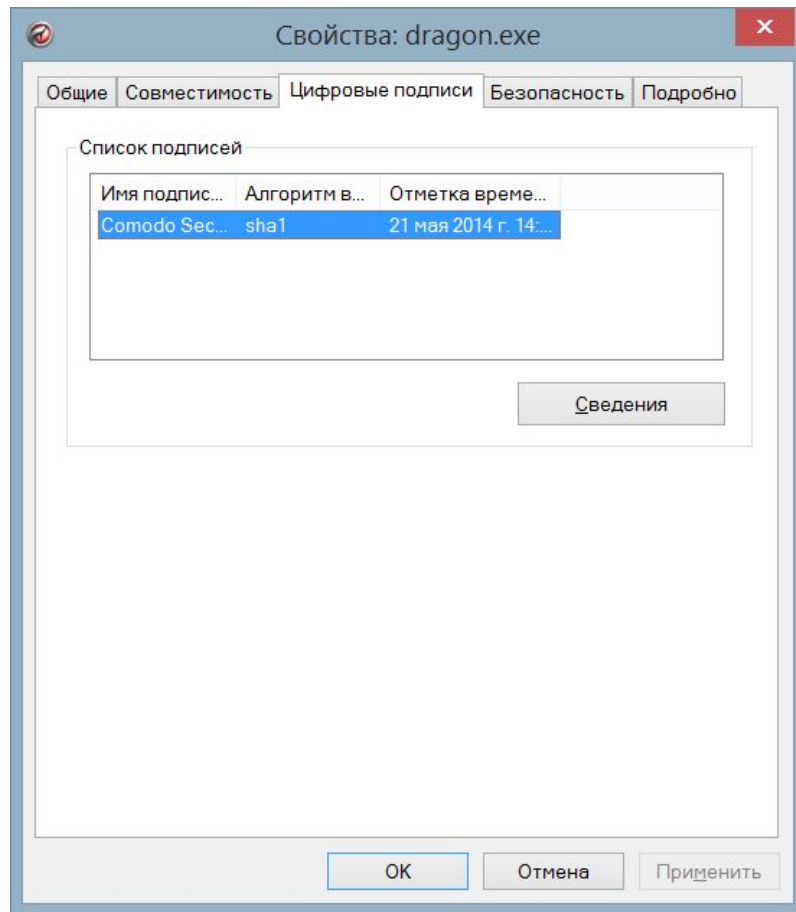 Свойства: dragon.exe
Общие Совместимость Цифровые подписи Безопасность Подробно
Список подписей
Имя подпис... Алгоритм в... Отметка време...
Comodo Sec... sha1 21 мая 2014 г. 14:...
Сведения
OK Отмена Применить